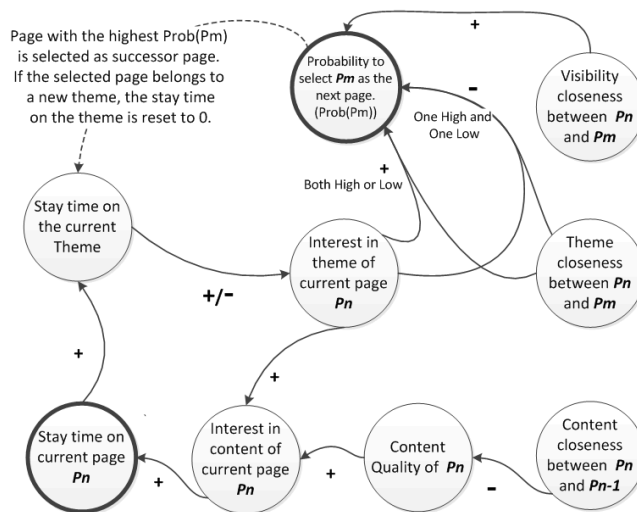 Page with the highest Prob(Pm)
is selected as successor page.
If the selected page belongs to
a new theme, the stay time
on the theme is reset to 0.
Probability to
select Pm as the
next page.
(Prob(Pm))
+
Visibility
closeness
between Pn
and Pm
-
One High and
One Low
+
Both High or Low
Stay time on
the current
Theme
+/-
Interest in
theme of
current page
Pn
Theme
closeness
between Pn
and Pm
+
+
Stay time on
current page
Pn
+
Interest in
content of
current page
Pn
+
Content
Quality of Pn
-
Content
closeness
between Pn
and Pn-1